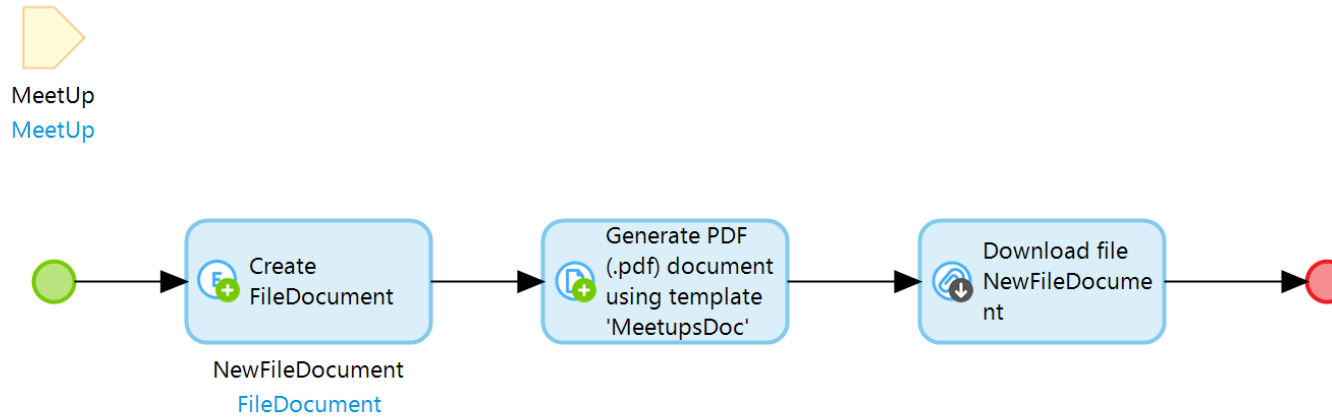 MeetUp
MeetUp
Create
FileDocument
NewFileDocument
FileDocument
Generate PDF
(.pdf) document
using template
'MeetupsDoc'
Download file
NewFileDocume
nt